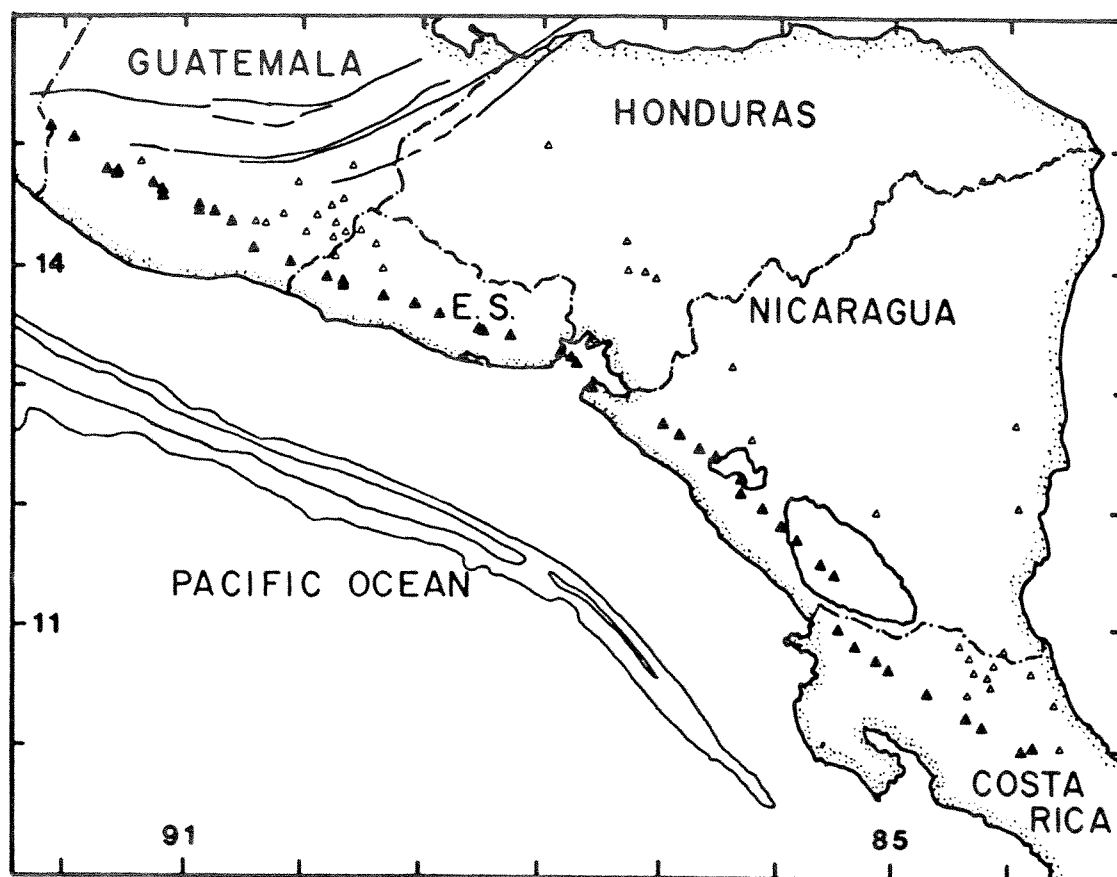 GUATEMALA
HONDURAS
14
E.S.
NICARAGUA
PACIFIC OCEAN
11
COSTA
RICA
91
85